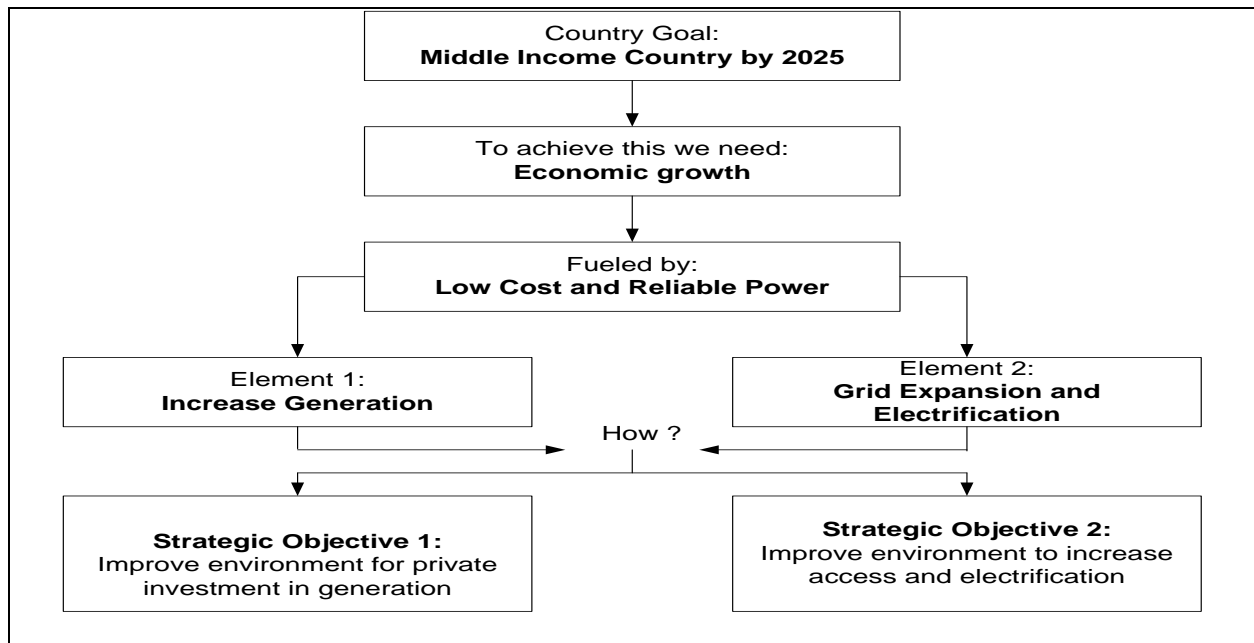 Country Goal:
Middle Income Country by 2025
To achieve this we need:
Economic growth
Fueled by:
Low Cost and Reliable Power
Element 1:
Increase Generation
Element 2:
Grid Expansion and
Electrification
How ?
Strategic Objective 1:
Improve environment for private
investment in generation
Strategic Objective 2:
Improve environment to increase
access and electrification